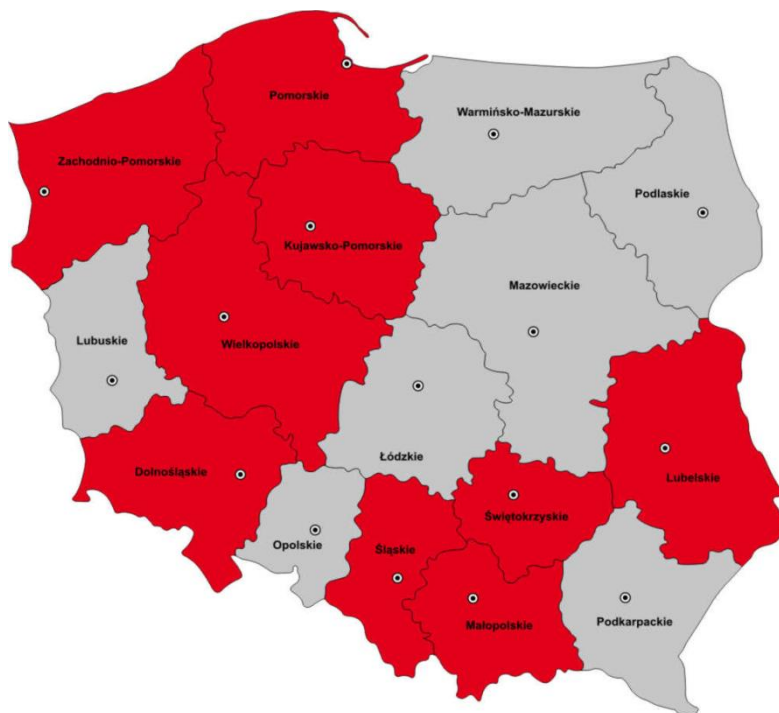 Pomorskie
Warmińsko-Mazurskie
Zachodnio-Pomorskie
Podlaskie
Kujawsko-Pomorskie
Mazowieckie
Lubuskie
Wielkopolskie
Łódzkie
Dolnośląskie
Lubelskie
Świętokrzyskie
Opolskie
Śląskie
Małopolskie
Podkarpackie